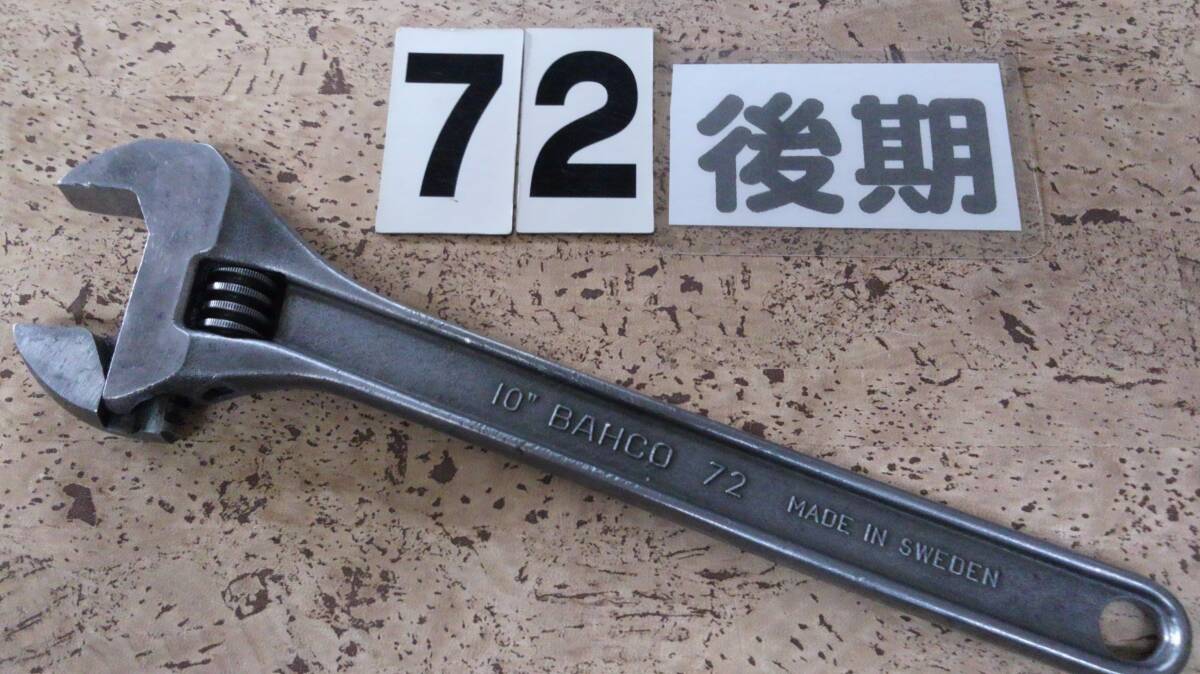 72 後期
10" BAHCO 72 MADE IN SWEDEN